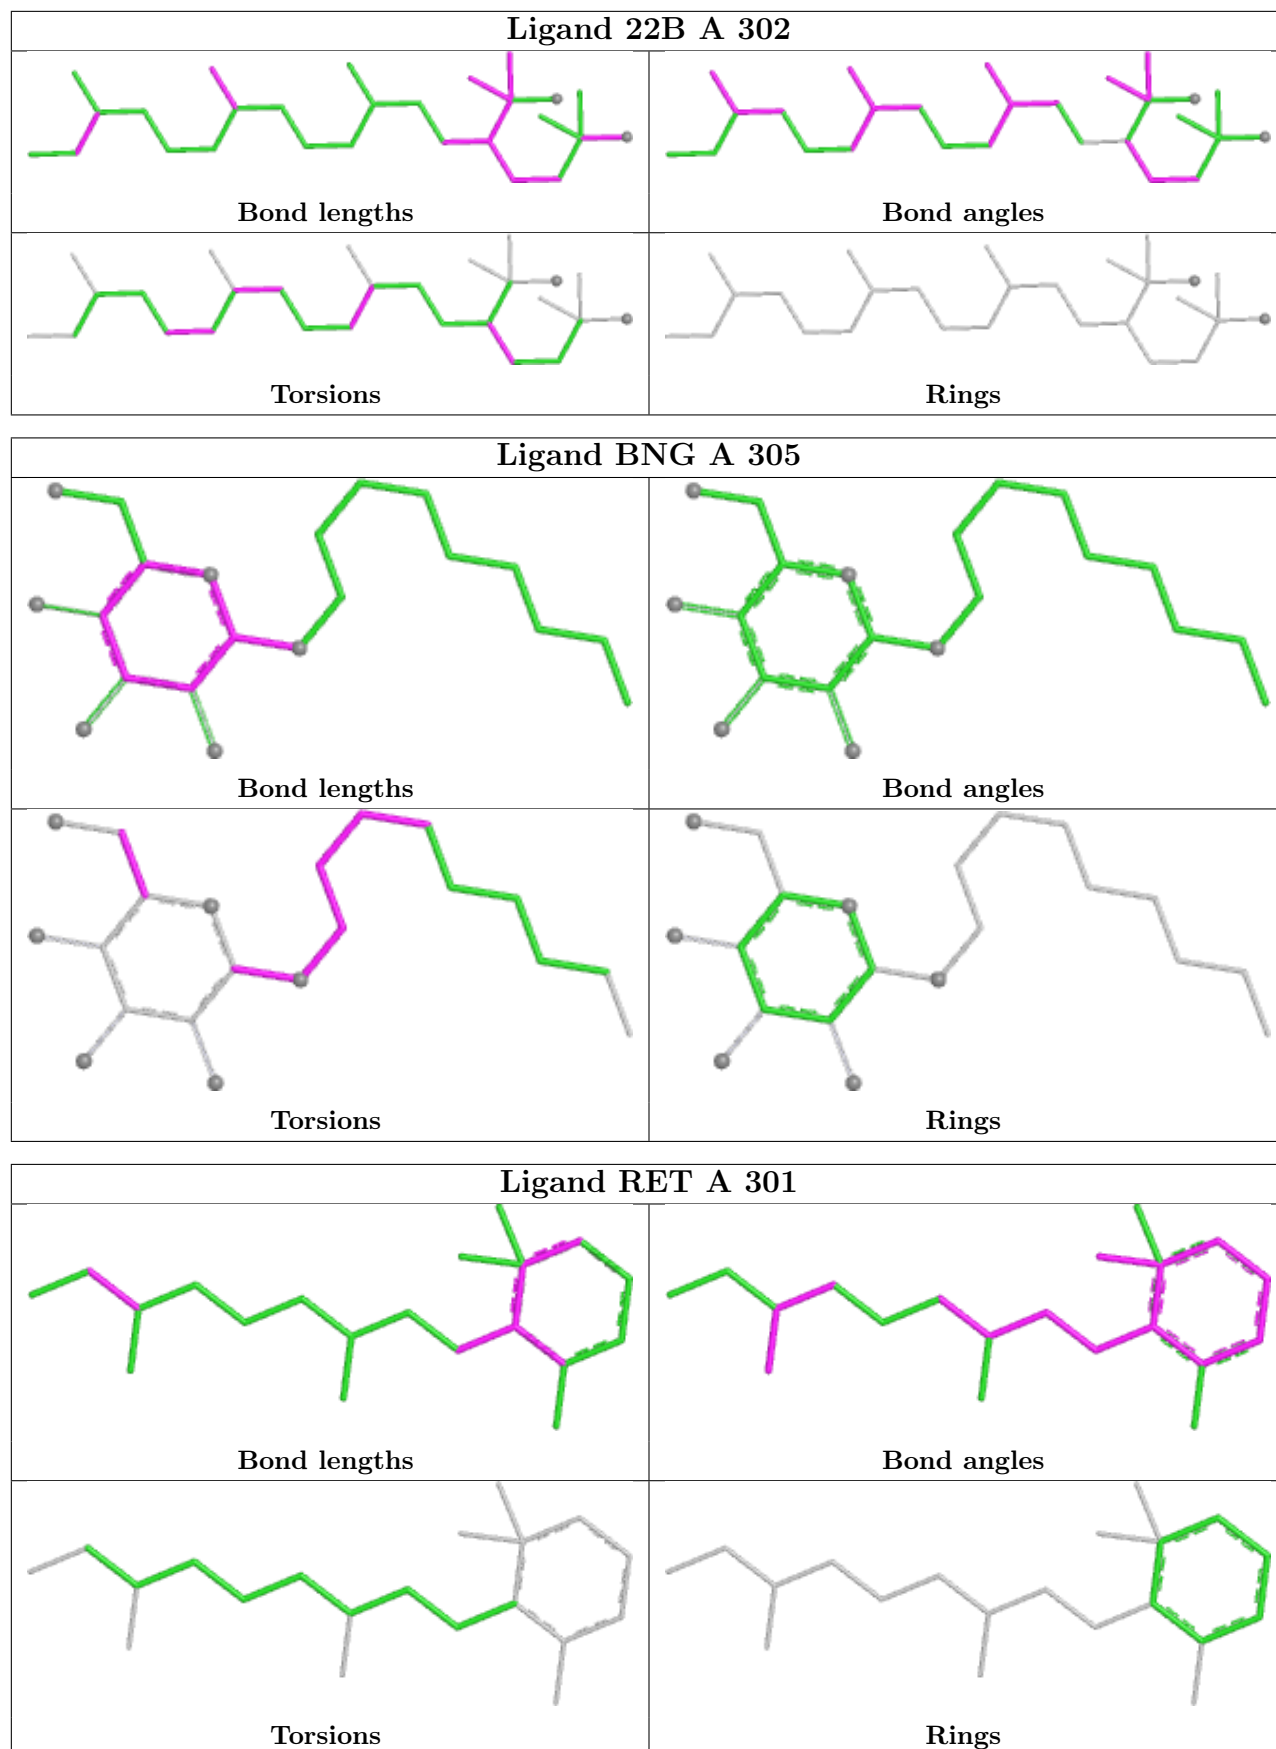 Ligand 22B A 302
Bond lengths
Bond angles
Torsions
Rings
Ligand BNG A 305
Bond lengths
Bond angles
Torsions
Rings
Ligand RET A 301
Bond lengths
Bond angles
Torsions
Rings